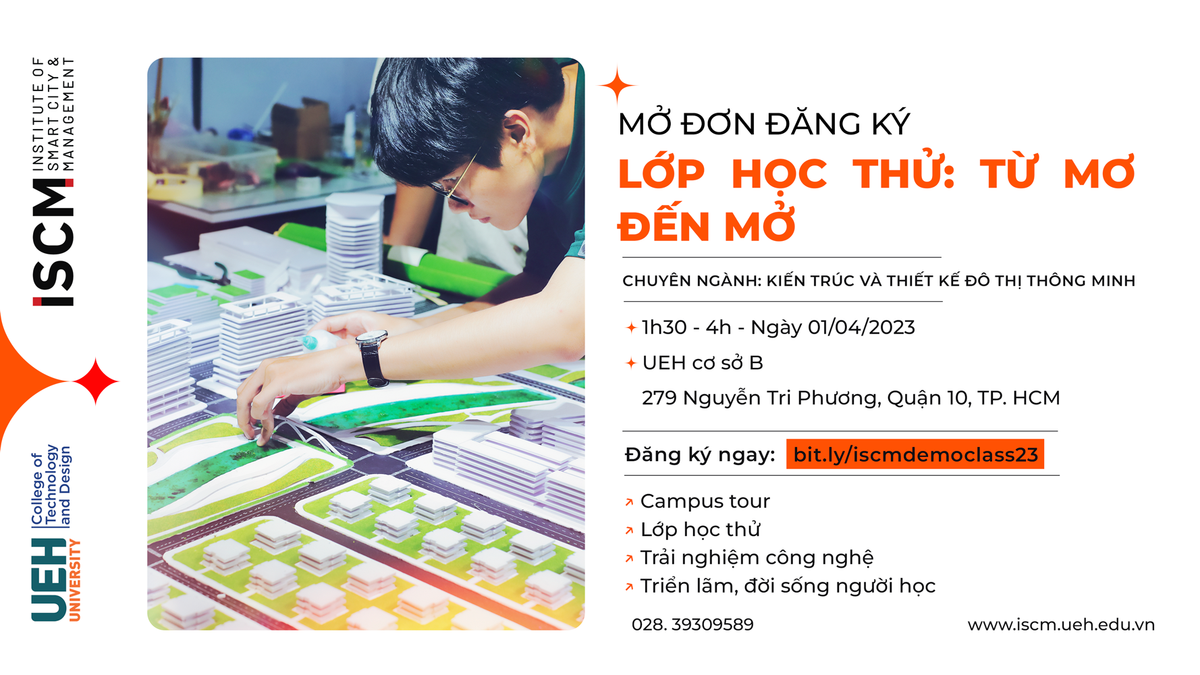 iSCM INSTITUTE OF
SMART CITY &
MANAGEMENT
UEH UNIVERSITY
College of
Technology
and Design
MỞ ĐƠN ĐĂNG KÝ
LỚP HỌC THỬ: TỪ MƠ
ĐẾN MỞ
CHUYÊN NGÀNH: KIẾN TRÚC VÀ THIẾT KẾ ĐÔ THỊ THÔNG MINH
1h30 - 4h - Ngày 01/04/2023
UEH cơ sở B
279 Nguyễn Tri Phương, Quận 10, TP. HCM
Đăng ký ngay: bit.ly/iscmdemoclass23
Campus tour
Lớp học thử
Trải nghiệm công nghệ
Triển lãm, đời sống người học
028. 39309589
www.iscm.ueh.edu.vn